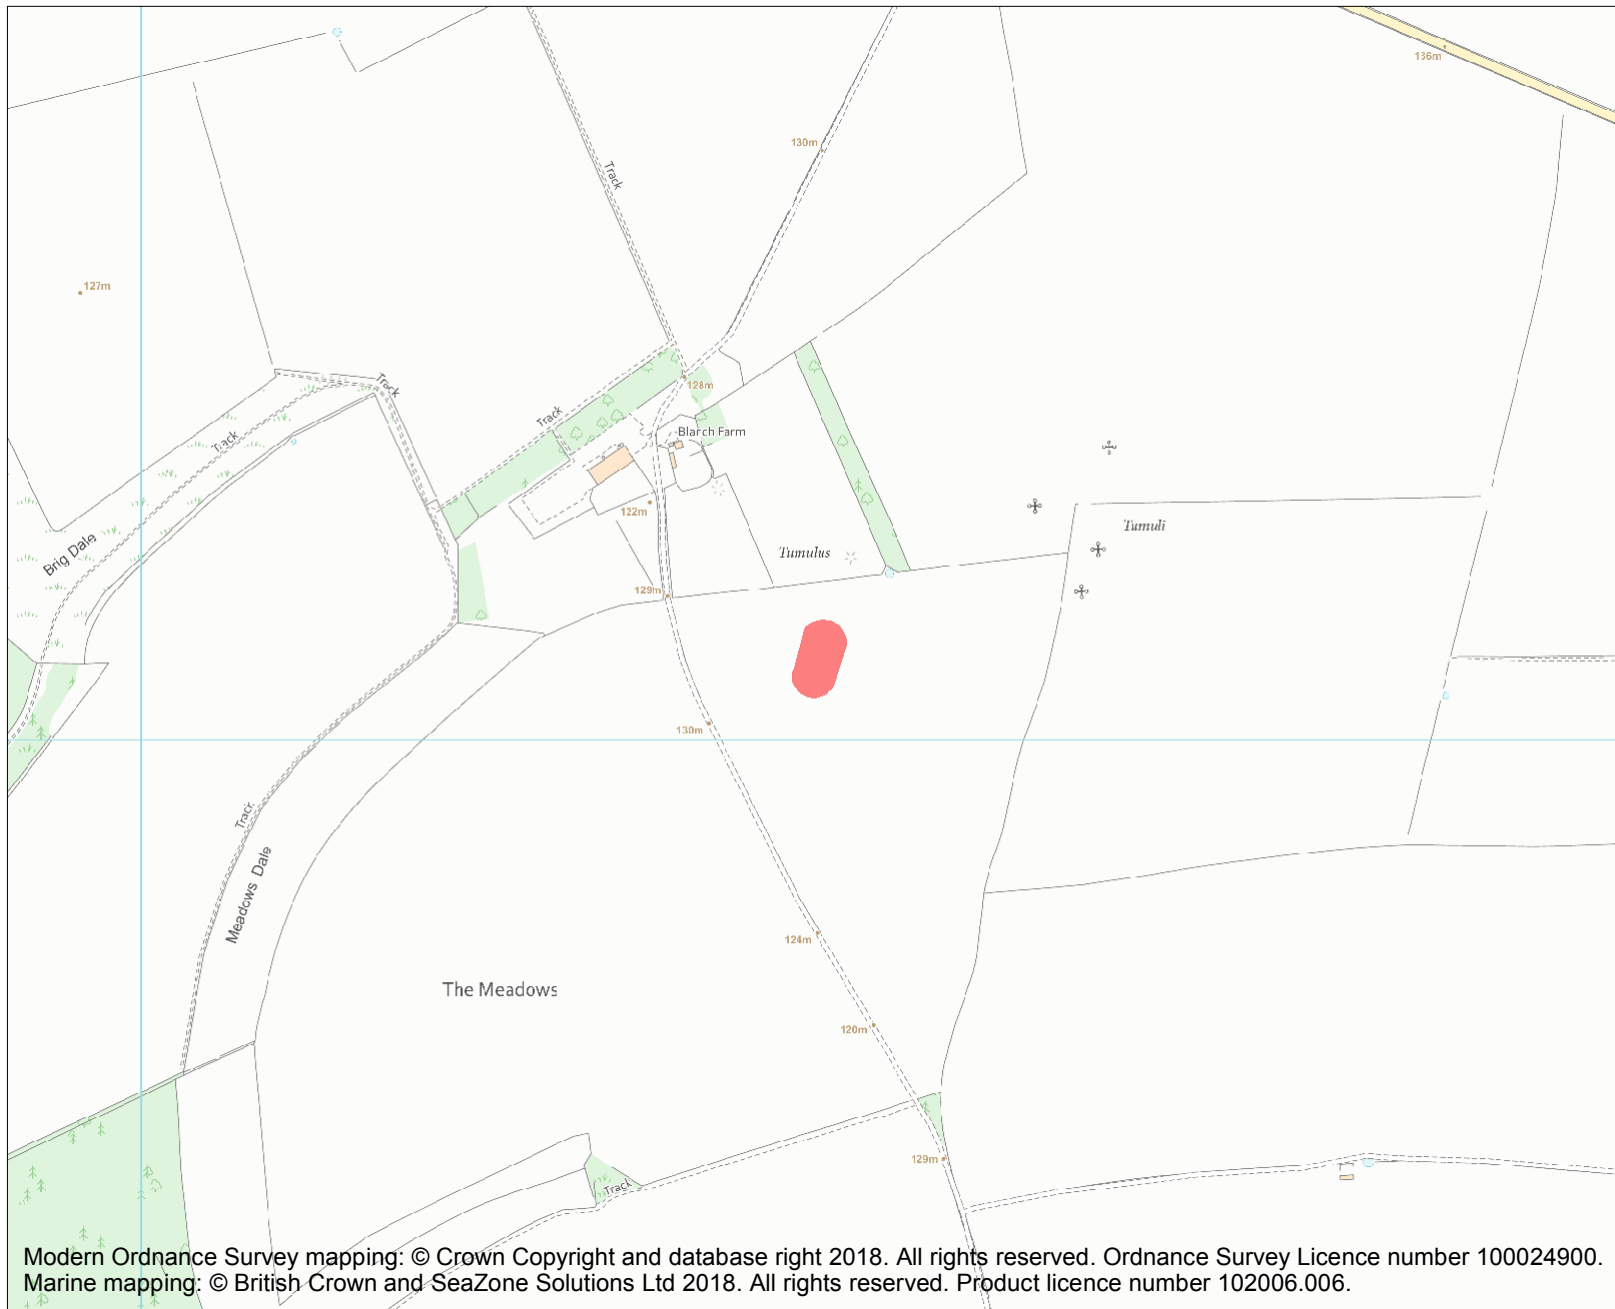 136m
130m
Track
127m
128m
Track
Track
Blarch Farm
Track
122m
Tumuli
Brig Dale
Tumulus
129m
130m
Track
Meadows Dale
124m
The Meadows
120m
129m
Track
Modern Ordnance Survey mapping: © Crown Copyright and database right 2018. All rights reserved. Ordnance Survey Licence number 100024900.
Marine mapping: © British Crown and SeaZone Solutions Ltd 2018. All rights reserved. Product licence number 102006.006.